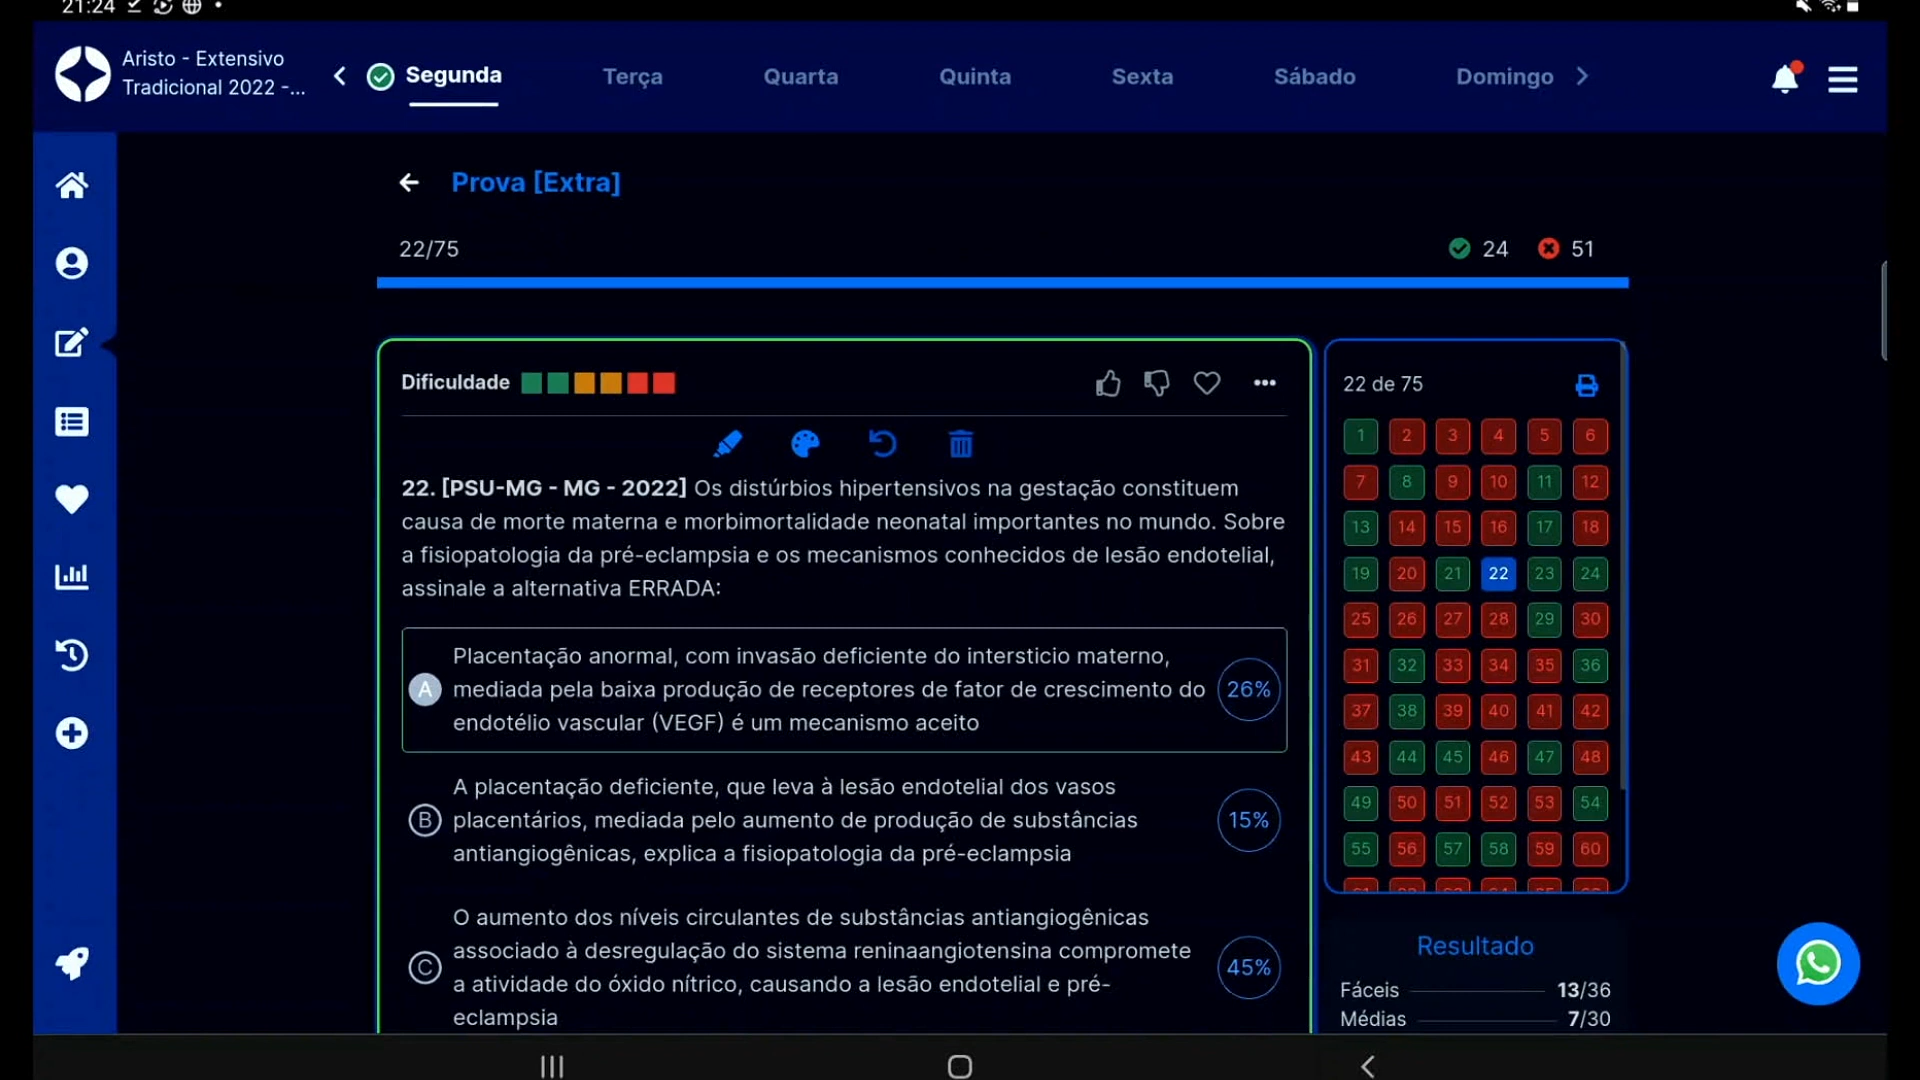 21:24
Aristo - Extensivo
Tradicional 2022 -...
Segunda
Terça
Quarta
Quinta
Sexta
Sábado
Domingo
Prova [Extra]
22/75
24
51
Dificuldade
22. [PSU-MG - MG - 2022] Os distúrbios hipertensivos na gestação constituem
causa de morte materna e morbimortalidade neonatal importantes no mundo. Sobre
a fisiopatologia da pré-eclampsia e os mecanismos conhecidos de lesão endotelial,
assinale a alternativa ERRADA:
A
Placentação anormal, com invasão deficiente do intersticio materno,
mediada pela baixa produção de receptores de fator de crescimento do
endotélio vascular (VEGF) é um mecanismo aceito
26%
B
A placentação deficiente, que leva à lesão endotelial dos vasos
placentários, mediada pelo aumento de produção de substâncias
antiangiogênicas, explica a fisiopatologia da pré-eclampsia
15%
C
O aumento dos níveis circulantes de substâncias antiangiogênicas
associado à desregulação do sistema reninaangiotensina compromete
a atividade do óxido nítrico, causando a lesão endotelial e pré-
eclampsia
45%
22 de 75
1 2 3 4 5 6
7 8 9 10 11 12
13 14 15 16 17 18
19 20 21 22 23 24
25 26 27 28 29 30
31 32 33 34 35 36
37 38 39 40 41 42
43 44 45 46 47 48
49 50 51 52 53 54
55 56 57 58 59 60
Resultado
Fáceis 13/36
Médias 7/30